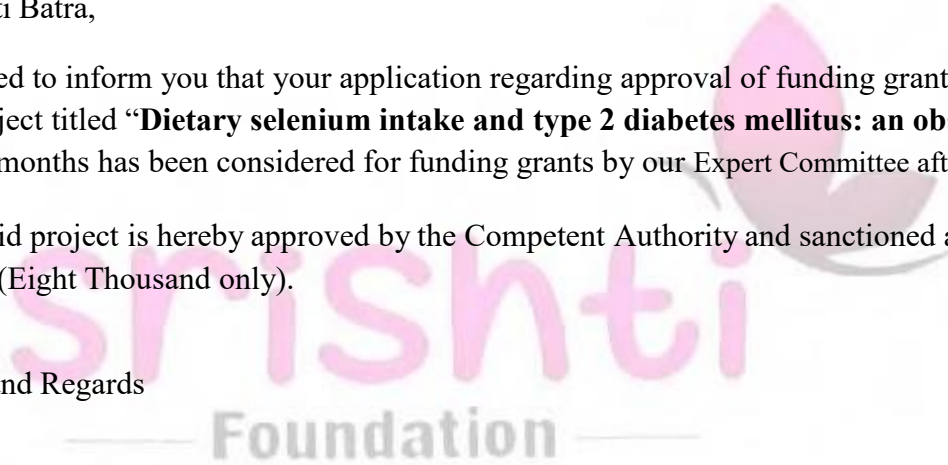 ti Batra,
ed to inform you that your application regarding approval of funding grant
ject titled “Dietary selenium intake and type 2 diabetes mellitus: an ob
months has been considered for funding grants by our Expert Committee aft
id project is hereby approved by the Competent Authority and sanctioned a
(Eight Thousand only).
srishti
nd Regards
Foundation